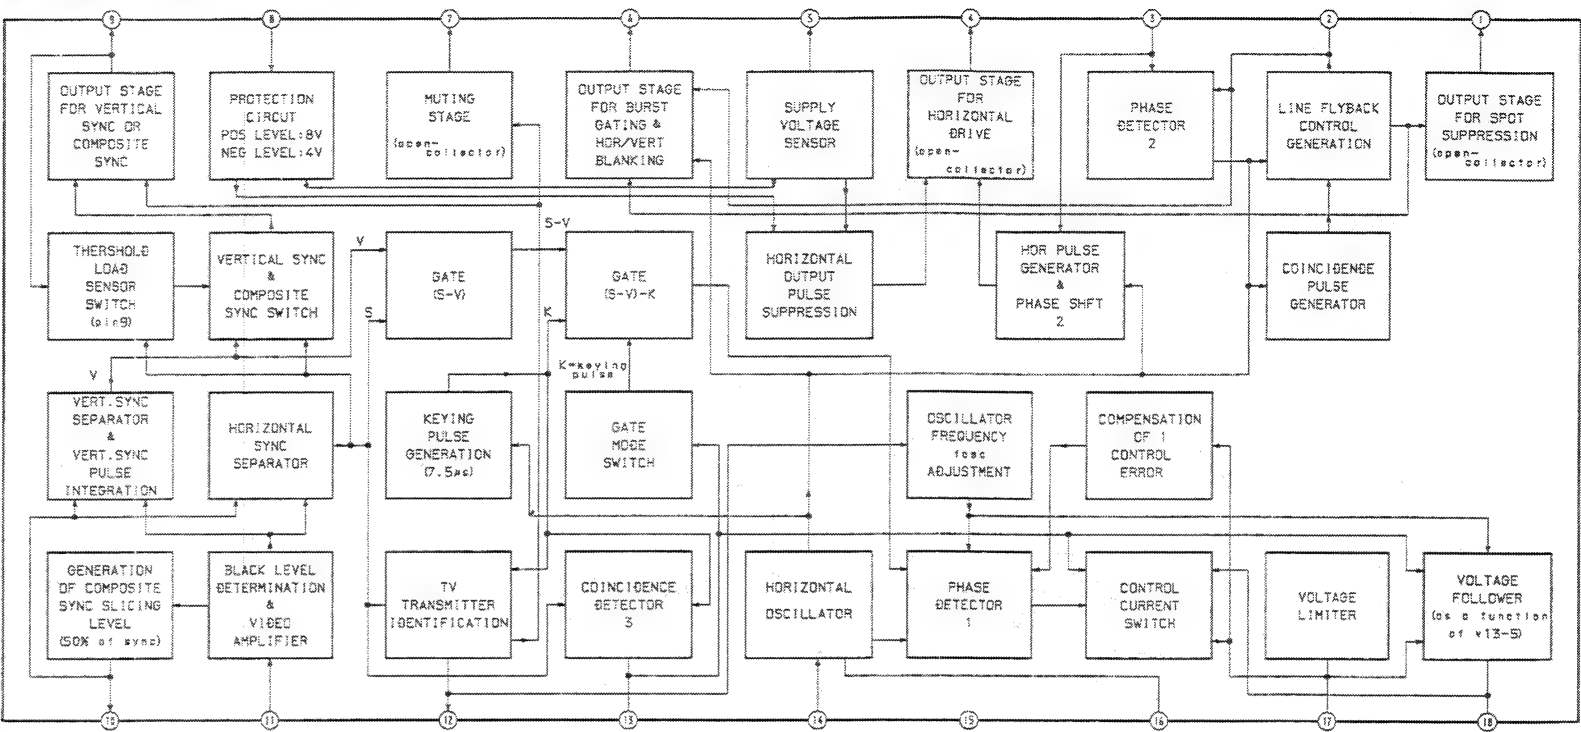 9 8 7 6 5 4 3 2 1
OUTPUT STAGE
FOR VERTICAL
SYNC OR
COMPOSITE
SYNC
PROTECTION
CIRCUT
POS LEVEL:8V
NEG LEVEL:4V
MUTING
STAGE
(open-
collector)
OUTPUT STAGE
FOR BURST
GATING &
HOR/VERT
BLANKING
SUPPLY
VOLTAGE
SENSOR
OUTPUT STAGE
FOR
HORIZONTAL
DRIVE
(open-
collector)
PHASE
DETECTOR
2
LINE FLYBACK
CONTROL
GENERATION
OUTPUT STAGE
FOR SPOT
SUPPRESSION
(open-
collector)
THERSHOLD
LOAD
SENSOR
SWITCH
(pin9)
VERTICAL SYNC
&
COMPOSITE
SYNC SWITCH
V
S
GATE
(S-V)
S-V
K
GATE
(S-V)-K
HORIZONTAL
OUTPUT
PULSE
SUPPRESSION
HOR PULSE
GENERATOR
&
PHASE SHFT
2
COINCIDENCE
PULSE
GENERATOR
V
K=keying
pulse
VERT.SYNC
SEPARATOR
&
VERT.SYNC
PULSE
INTEGRATION
HORIZONTAL
SYNC
SEPARATOR
KEYING
PULSE
GENERATION
(7.5µs)
GATE
MODE
SWITCH
OSCILLATOR
FREQUENCY
fosc
ADJUSTMENT
COMPENSATION
OF 1
CONTROL
ERROR
GENERATION
OF COMPOSITE
SYNC SLICING
LEVEL
(50% of sync)
BLACK LEVEL
DETERMINATION
&
VIDEO
AMPLIFIER
TV
TRANSMITTER
IDENTIFICATION
COINCIDENCE
DETECTOR
3
HORIZONTAL
OSCILLATOR
PHASE
DETECTOR
1
CONTROL
CURRENT
SWITCH
VOLTAGE
LIMITER
VOLTAGE
FOLLOWER
(as a function
of v13-5)
10 11 12 13 14 15 16 17 18